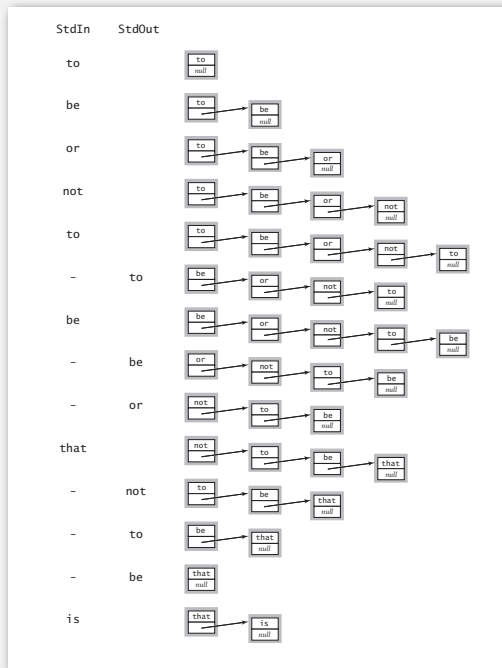 StdIn StdOut
to to
null
be to be
null
or to be or
null
not to be or not
null
to to be or not to
null
- to be or not to
null
be be or not to be
null
- be or not to be
null
- or not to be
null
that not to be that
null
- not to be that
null
- to be that
null
- be that
null
is that is
null